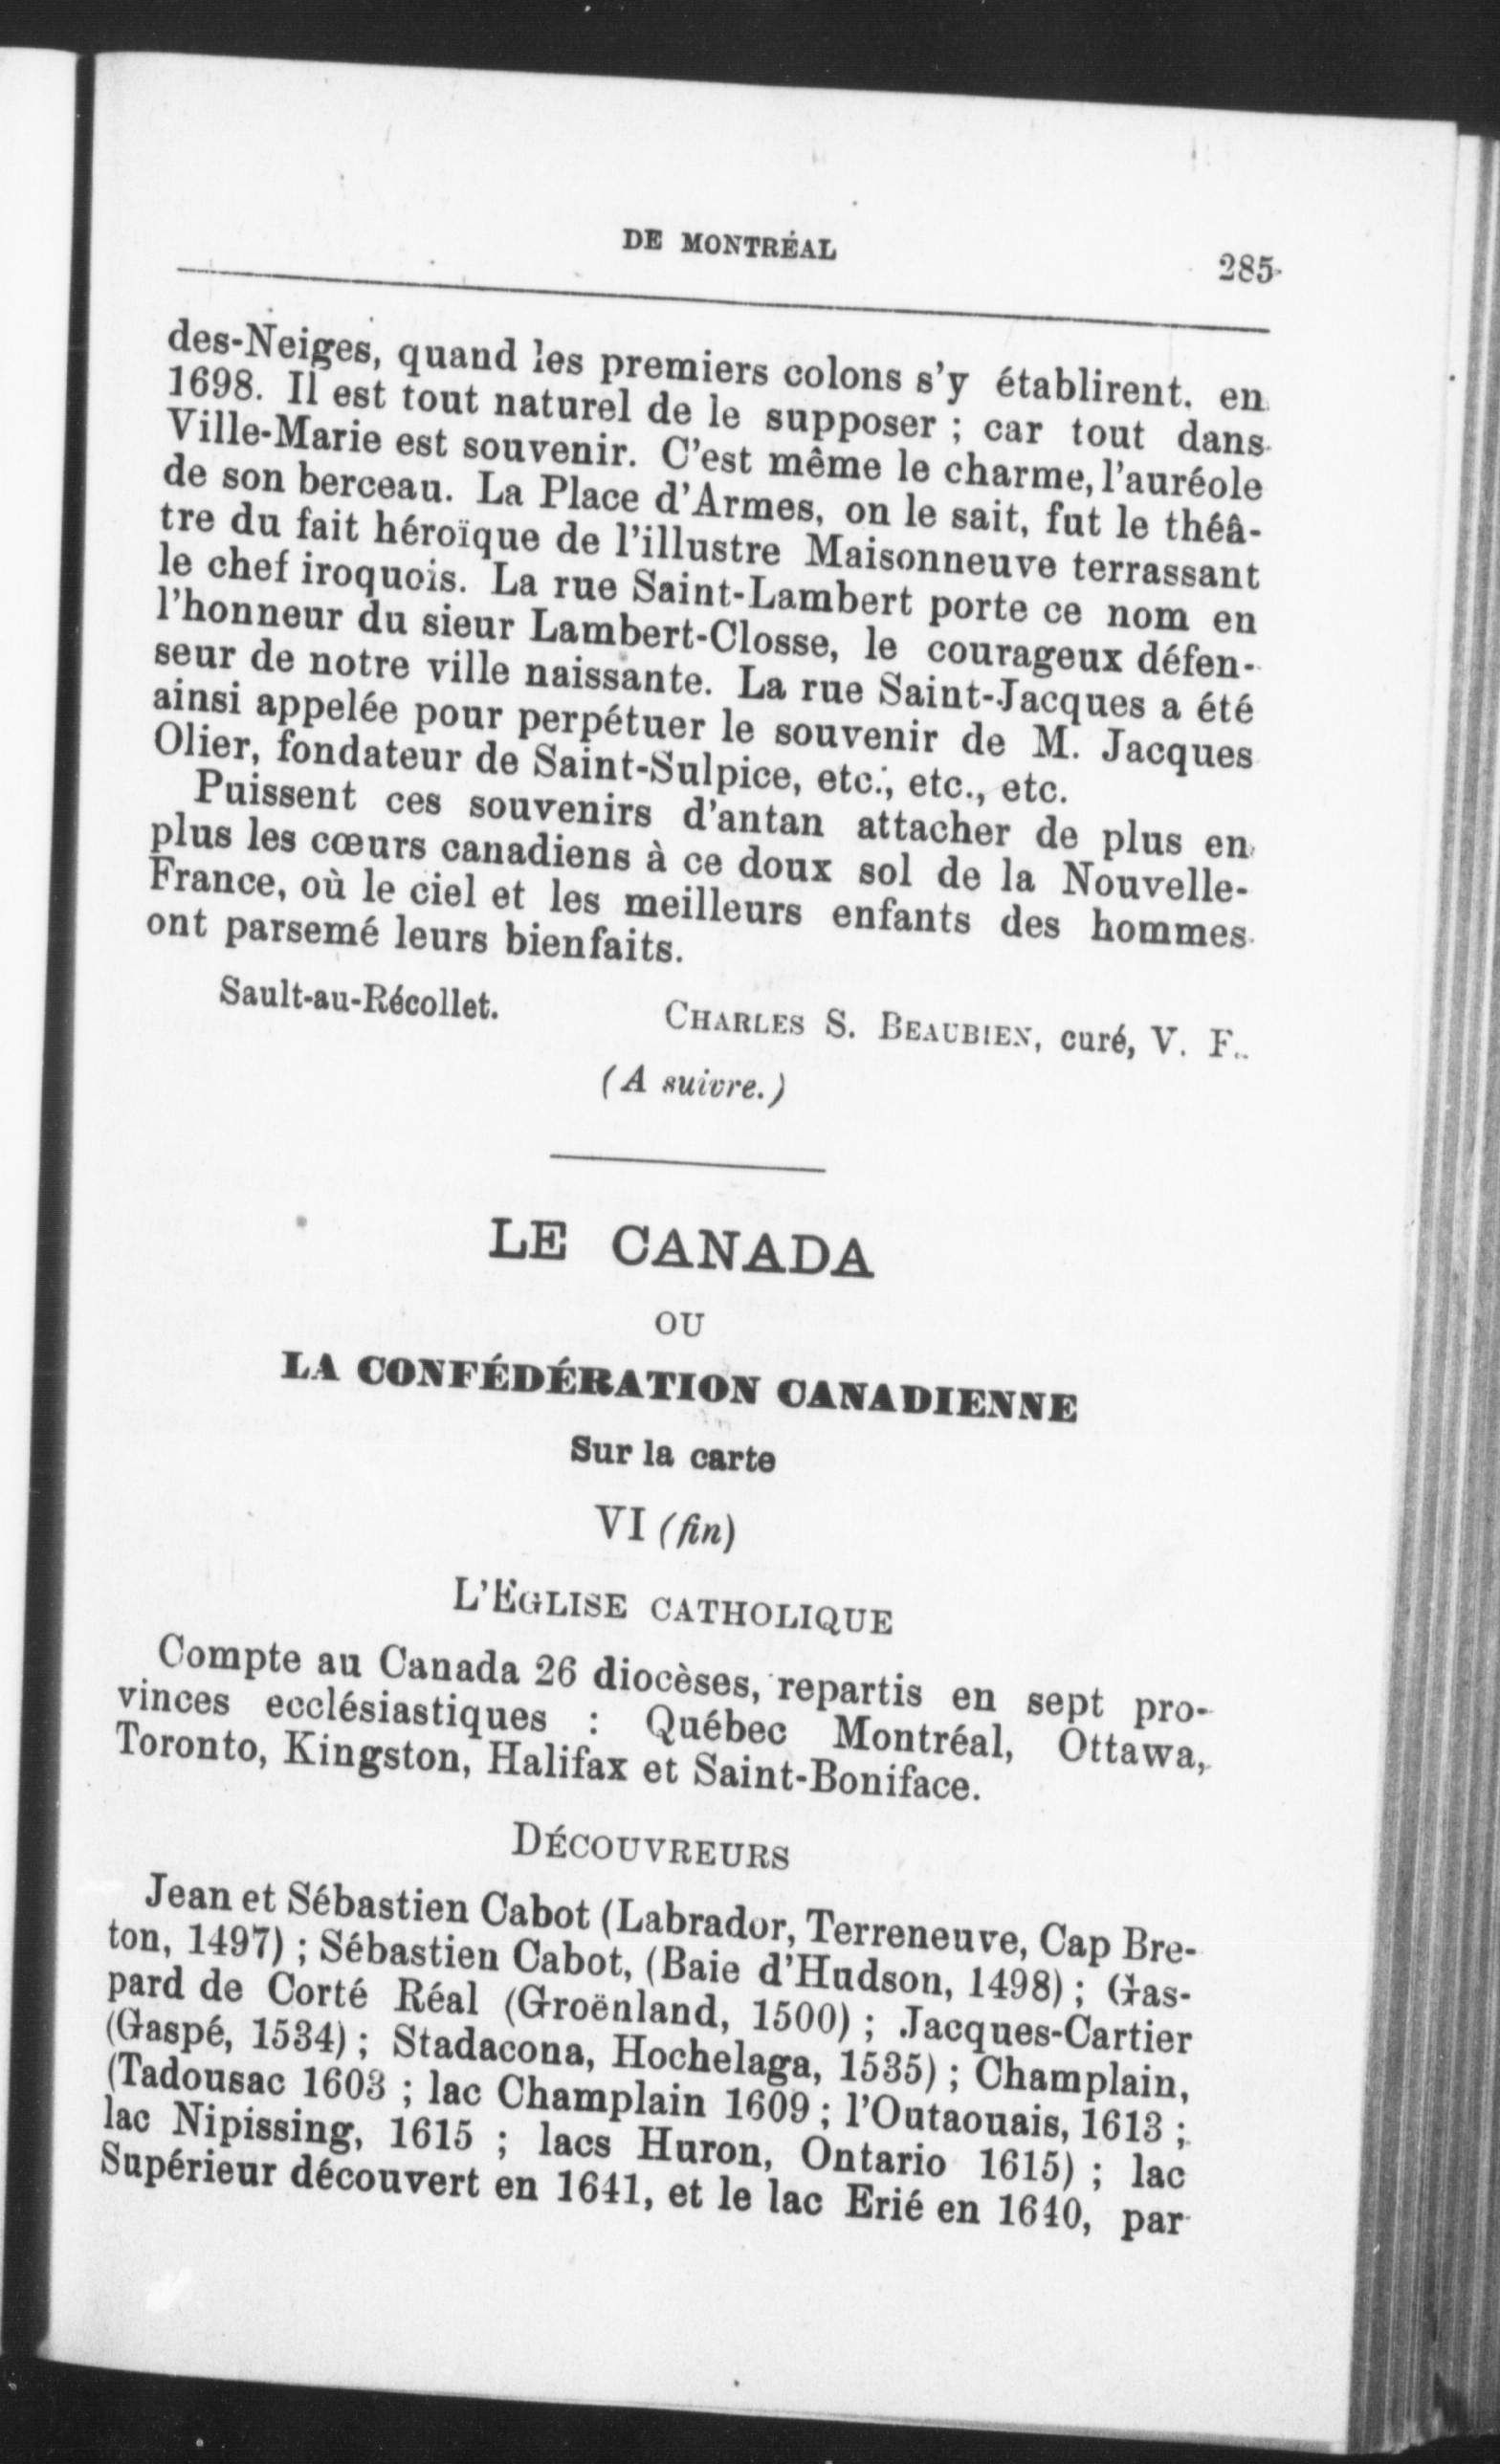 DE MONTRÉAL
285
des-Neiges, quand les premiers colons s'y établirent. en
1698. Il est tout naturel de le supposer ; car tout dans
Ville-Marie est souvenir. C'est même le charme, l'auréole
de son berceau. La Place d'Armes, on le sait, fut le théâ-
tre du fait héroïque de l'illustre Maisonneuve terrassant
le chef iroquois. La rue Saint-Lambert porte ce nom en
l'honneur du sieur Lambert-Closse, le courageux défen-
seur de notre ville naissante. La rue Saint-Jacques a été
ainsi appelée pour perpétuer le souvenir de M. Jacques
Olier, fondateur de Saint-Sulpice, etc., etc., etc.
Puissent ces souvenirs d'antan attacher de plus en
plus les cœurs canadiens à ce doux sol de la Nouvelle-
France, où le ciel et les meilleurs enfants des hommes
ont parsemé leurs bienfaits.
Sault-au-Récollet.
CHARLES S. BEAUBIEN, curé, V. F.
(A suivre.)
LE CANADA
OU
LA CONFÉDÉRATION CANADIENNE
Sur la carte
VI (fin)
L'EGLISE CATHOLIQUE
Compte au Canada 26 diocèses, repartis en sept pro-
vinces ecclésiastiques : Québec Montréal, Ottawa,
Toronto, Kingston, Halifax et Saint-Boniface.
DÉCOUVREURS
Jean et Sébastien Cabot (Labrador, Terreneuve, Cap Bre-
ton, 1497) ; Sébastien Cabot, (Baie d'Hudson, 1498) ; Gas-
pard de Corté Réal (Groënland, 1500) ; Jacques-Cartier
(Gaspé, 1534) ; Stadacona, Hochelaga, 1535) ; Champlain,
(Tadousac 1603 ; lac Champlain 1609 ; l'Outaouais, 1613 ;
lac Nipissing, 1615 ; lacs Huron, Ontario 1615) ; lac
Supérieur découvert en 1641, et le lac Erié en 1640, par